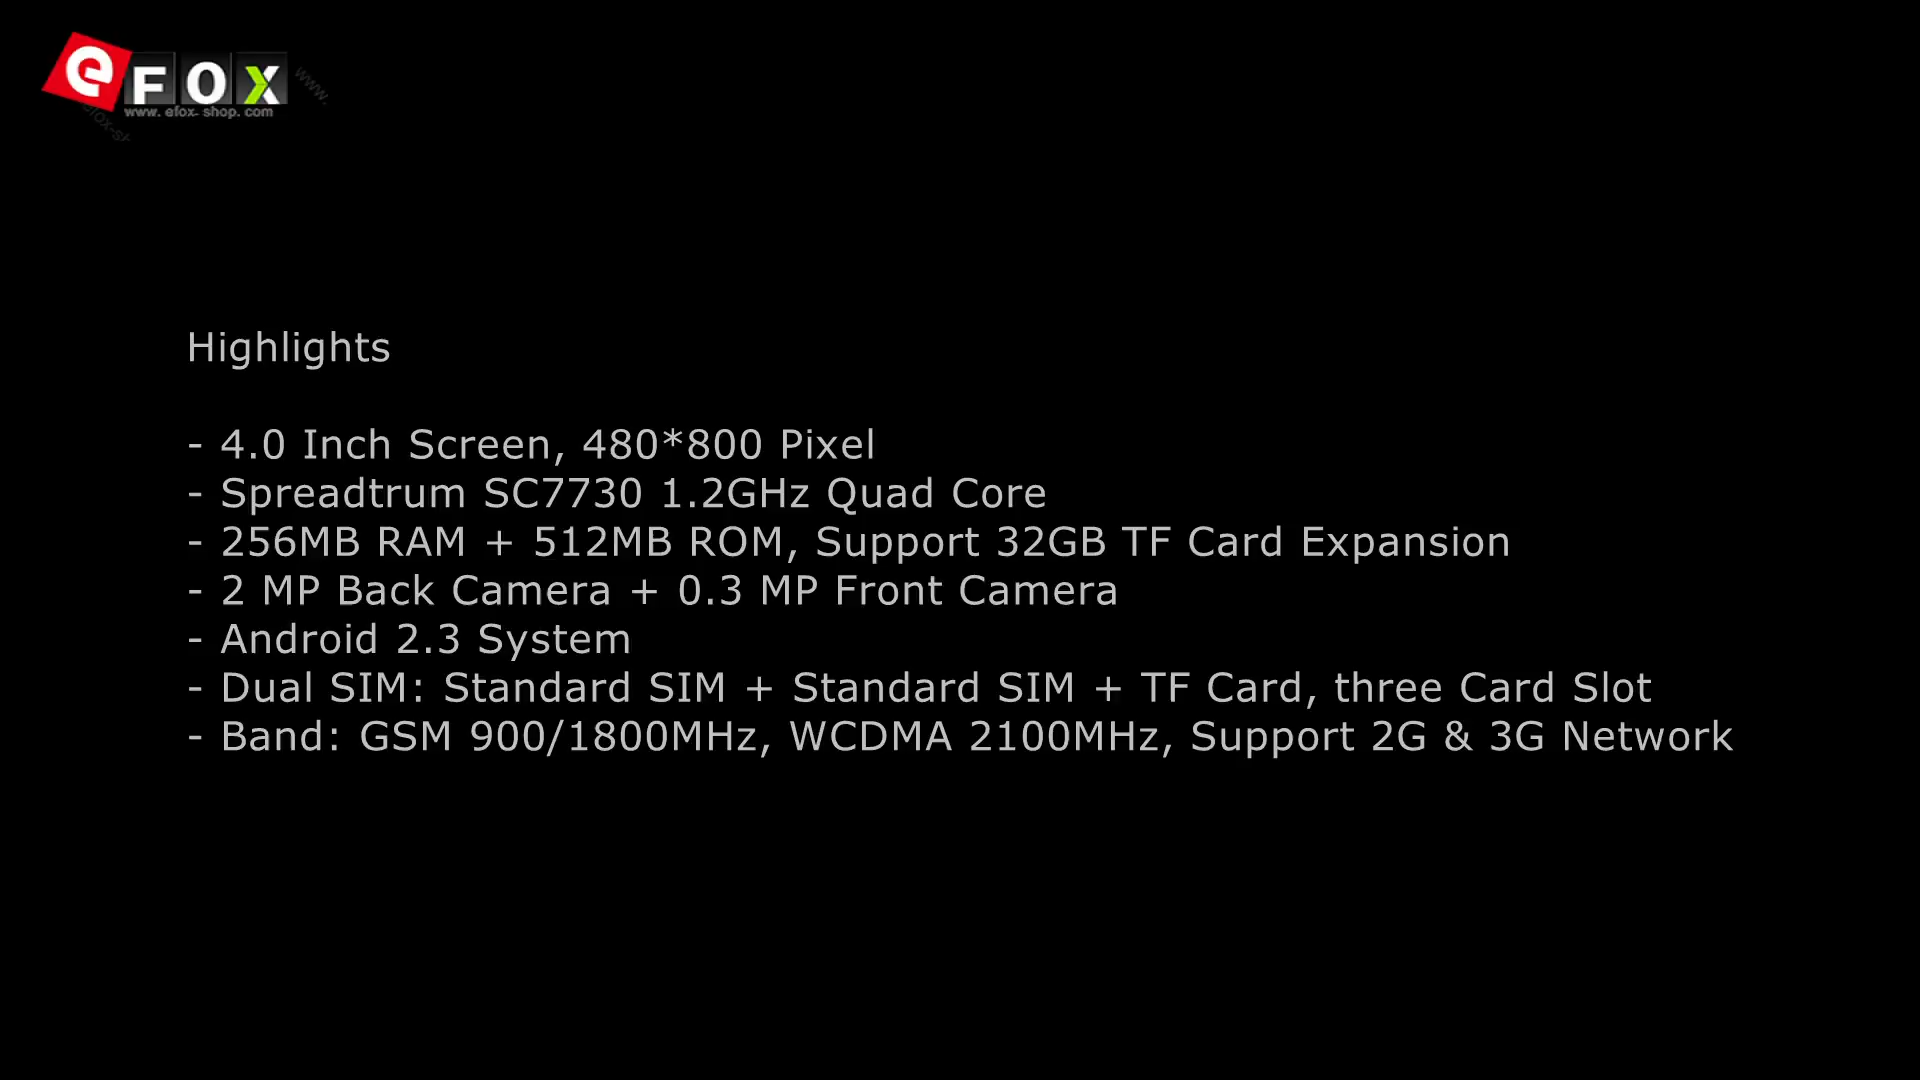 eFOX
www. efox- shop. com
www.
efox-sh
Highlights
- 4.0 Inch Screen, 480*800 Pixel
- Spreadtrum SC7730 1.2GHz Quad Core
- 256MB RAM + 512MB ROM, Support 32GB TF Card Expansion
- 2 MP Back Camera + 0.3 MP Front Camera
- Android 2.3 System
- Dual SIM: Standard SIM + Standard SIM + TF Card, three Card Slot
- Band: GSM 900/1800MHz, WCDMA 2100MHz, Support 2G & 3G Network